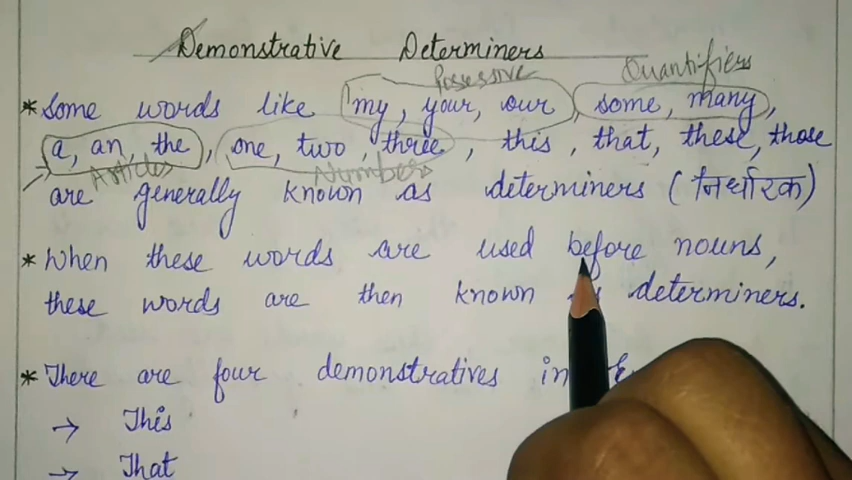 Demonstrative Determiners
Possessive Quantifiers
* Some words like my, your, our, some, many,
a, an, the, one, two, three, this, that, these, those
Articles Numbers
are generally known as determiners (निर्धारक)
* When these words are used before nouns,
these words are then known determiners.
* There are four demonstratives in
→ This
→ That